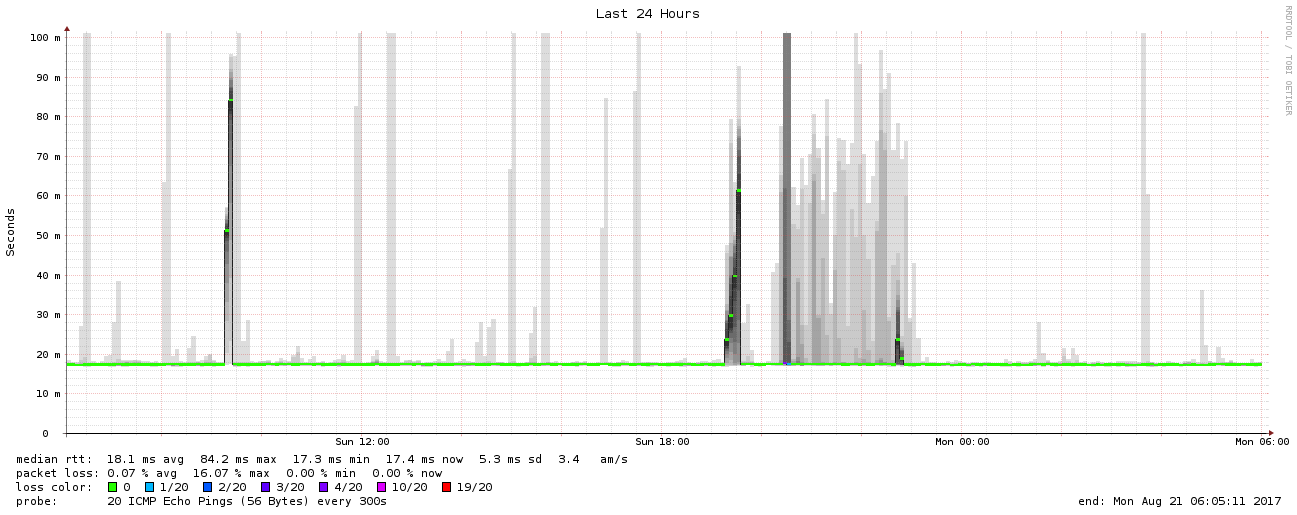 Last 24 Hours
RRDTOOL / TOBI OETIKER
Seconds
100 m
90 m
80 m
70 m
60 m
50 m
40 m
30 m
20 m
10 m
0
Sun 12:00 Sun 18:00 Mon 00:00 Mon 06:00
median rtt: 18.1 ms avg 84.2 ms max 17.3 ms min 17.4 ms now 5.3 ms sd 3.4 am/s
packet loss: 0.07 % avg 16.07 % max 0.00 % min 0.00 % now
loss color: 0 1/20 2/20 3/20 4/20 10/20 19/20
probe: 20 ICMP Echo Pings (56 Bytes) every 300s end: Mon Aug 21 06:05:11 2017